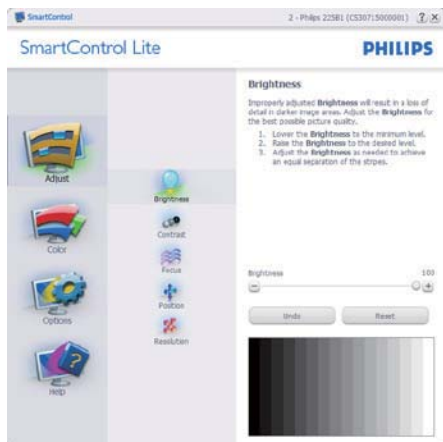 SmartControl
2 - Philips 225B1 (CS30715000001)
? X
SmartControl Lite
PHILIPS
Adjust
Color
Options
Help
Brightness
Contrast
Focus
Position
Resolution
Brightness
Improperly adjusted Brightness will result in a loss of
detail in darker image areas. Adjust the Brightness for
the best possible picture quality.
1. Lower the Brightness to the minimum level.
2. Raise the Brightness to the desired level.
3. Adjust the Brightness as needed to achieve
an equal separation of the stripes.
Brightness 100
Undo Reset